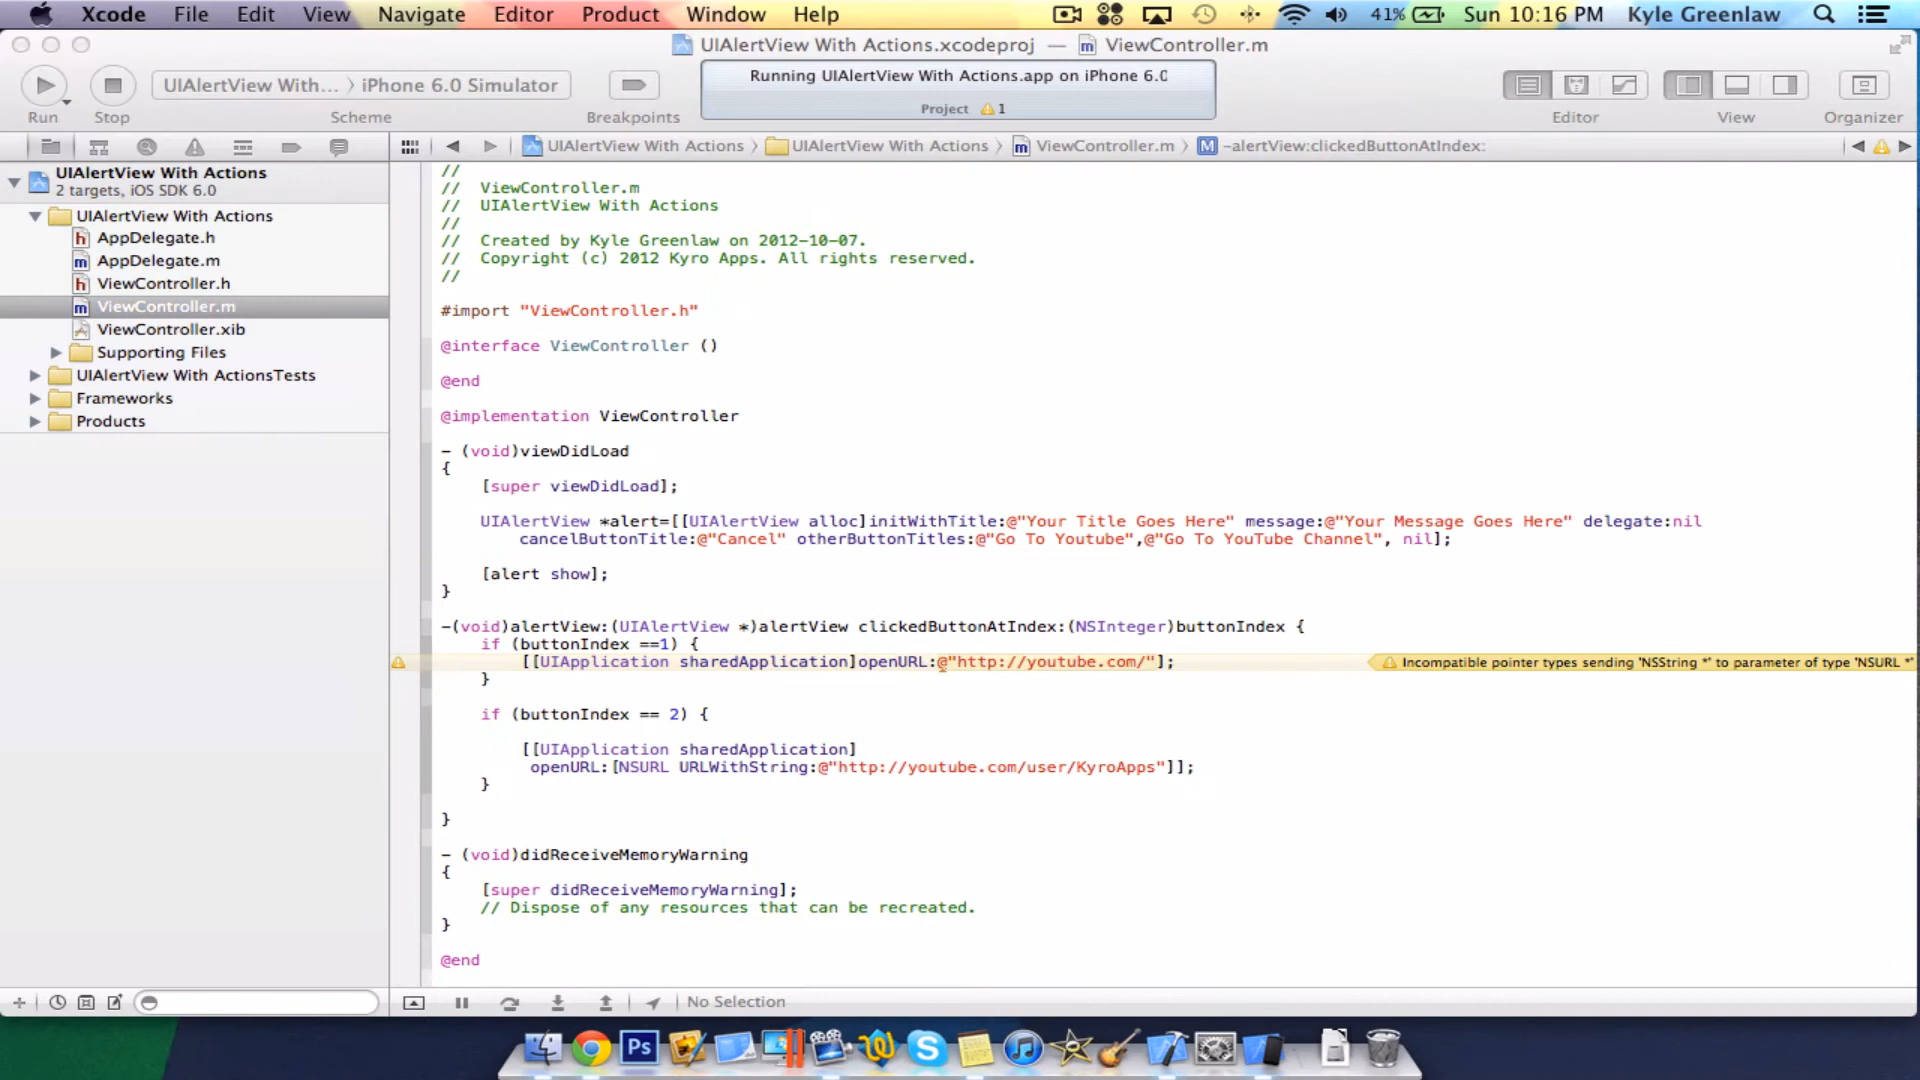 Xcode File Edit View Navigate Editor Product Window Help 41% Sun 10:16 PM Kyle Greenlaw
UIAlertView With Actions.xcodeproj — m ViewController.m
UIAlertView With... > iPhone 6.0 Simulator
Running UIAlertView With Actions.app on iPhone 6.0
Project 1
Run Stop Scheme Breakpoints Editor View Organizer
UIAlertView With Actions > UIAlertView With Actions > m ViewController.m > M -alertView:clickedButtonAtIndex:
UIAlertView With Actions
2 targets, iOS SDK 6.0
UIAlertView With Actions
h AppDelegate.h
m AppDelegate.m
h ViewController.h
m ViewController.m
ViewController.xib
Supporting Files
UIAlertView With ActionsTests
Frameworks
Products
//
//  ViewController.m
//  UIAlertView With Actions
//
//  Created by Kyle Greenlaw on 2012-10-07.
//  Copyright (c) 2012 Kyro Apps. All rights reserved.
//
#import "ViewController.h"
@interface ViewController ()
@end
@implementation ViewController
- (void)viewDidLoad
{
[super viewDidLoad];
UIAlertView *alert=[[UIAlertView alloc]initWithTitle:@"Your Title Goes Here" message:@"Your Message Goes Here" delegate:nil
cancelButtonTitle:@"Cancel" otherButtonTitles:@"Go To Youtube",@"Go To YouTube Channel", nil];
[alert show];
}
-(void)alertView:(UIAlertView *)alertView clickedButtonAtIndex:(NSInteger)buttonIndex {
if (buttonIndex ==1) {
[[UIApplication sharedApplication]openURL:@"http://youtube.com/"];
Incompatible pointer types sending 'NSString *' to parameter of type 'NSURL *'
}
if (buttonIndex == 2) {
[[UIApplication sharedApplication]
openURL:[NSURL URLWithString:@"http://youtube.com/user/KyroApps"]];
}
}
- (void)didReceiveMemoryWarning
{
[super didReceiveMemoryWarning];
// Dispose of any resources that can be recreated.
}
@end
No Selection
Ps